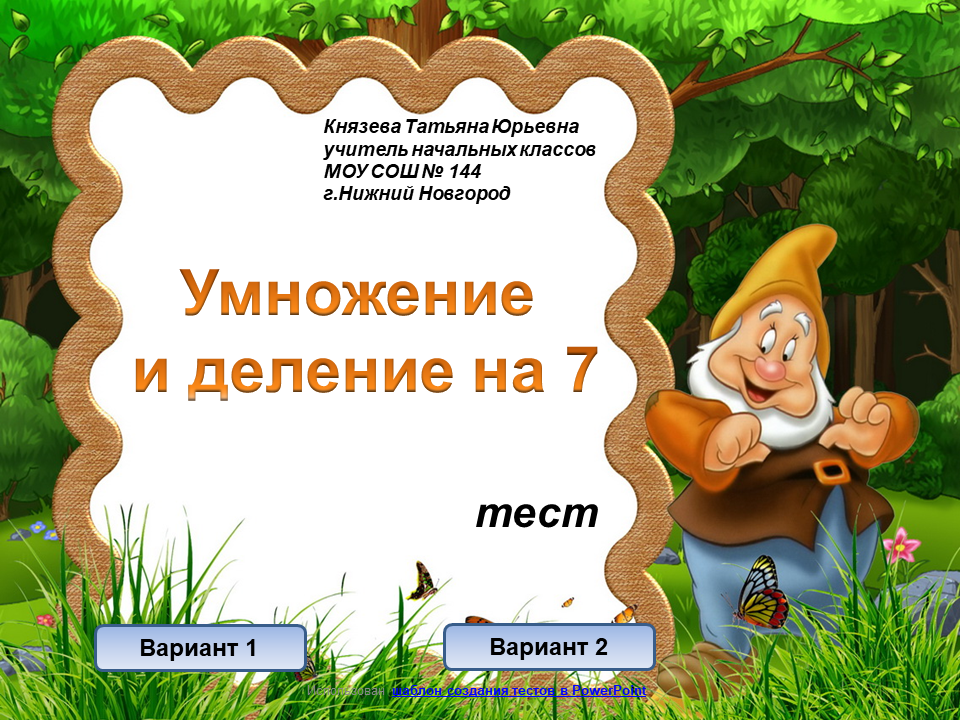 Князева Татьяна Юрьевна
учитель начальных классов
МОУ СОШ № 144
г.Нижний Новгород
Умножение
и деление на 7
тест
Вариант 1
Вариант 2
Использован шаблон создания тестов в PowerPoint